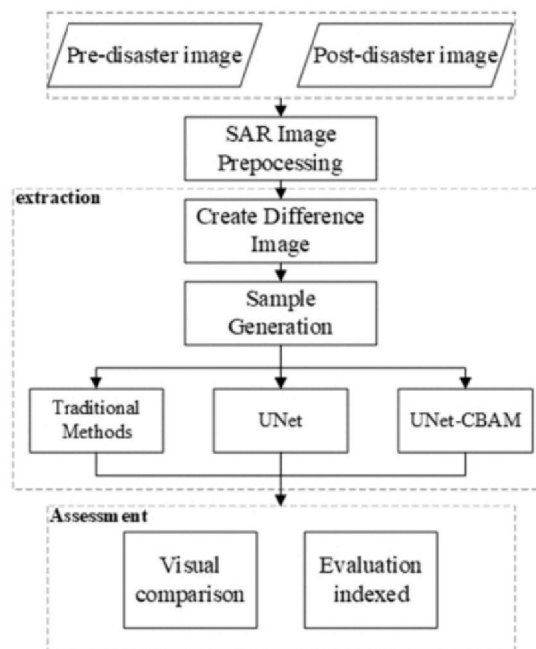 Pre-disaster image
Post-disaster image
SAR Image
Prepocessing
extraction
Create Difference
Image
Sample
Generation
Traditional
Methods
UNet
UNet-CBAM
Assessment
Visual
comparison
Evaluation
indexed